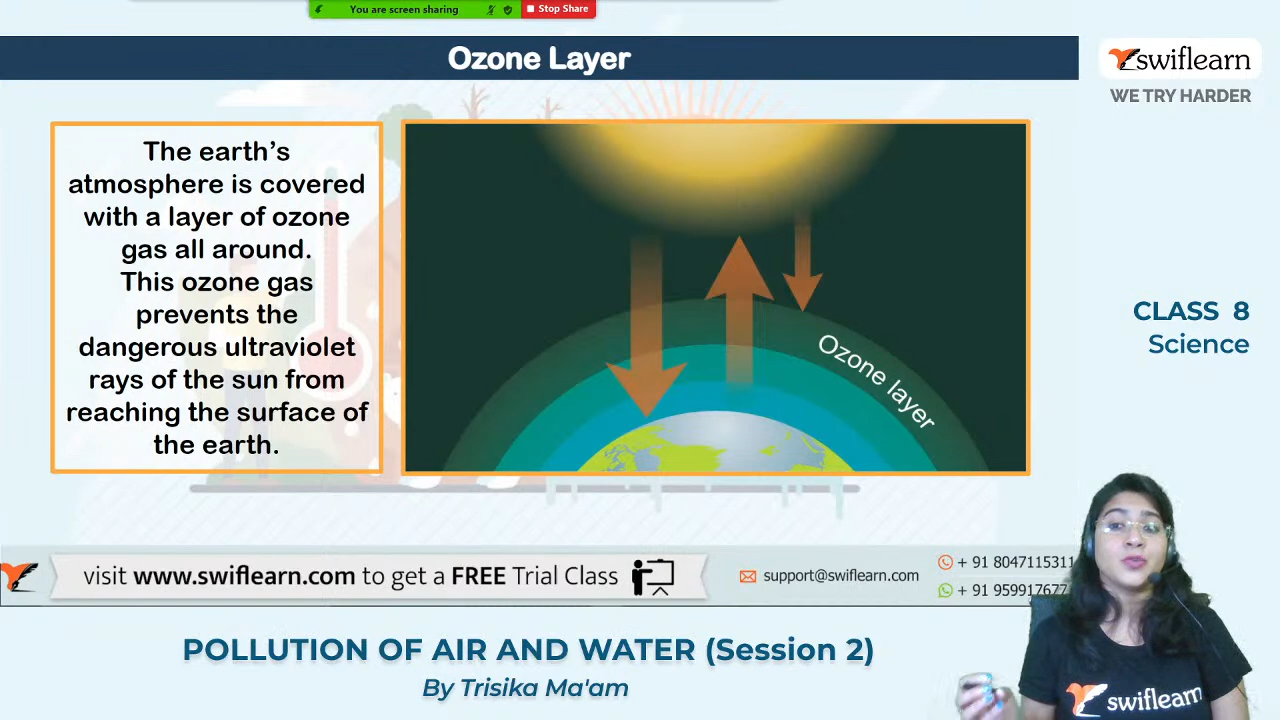 You are screen sharing
Stop Share
Ozone Layer
swiflearn
WE TRY HARDER
The earth's
atmosphere is covered
with a layer of ozone
gas all around.
This ozone gas
prevents the
dangerous ultraviolet
rays of the sun from
reaching the surface of
the earth.
Ozone layer
CLASS 8
Science
visit www.swiflearn.com to get a FREE Trial Class
support@swiflearn.com
+ 91 8047115311
+ 91 959917677
POLLUTION OF AIR AND WATER (Session 2)
By Trisika Ma'am
swiflearn